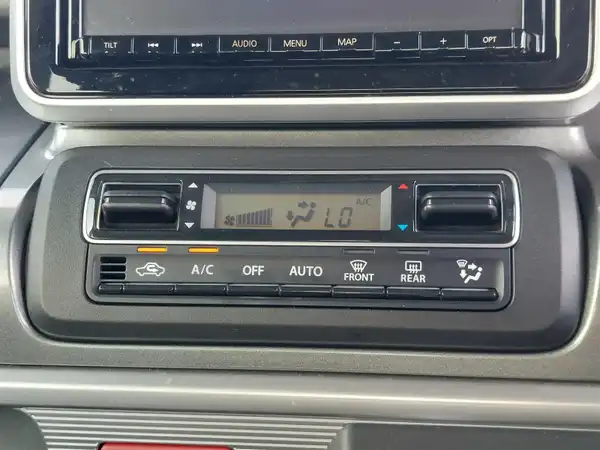 TILT AUDIO MENU MAP − + OPT
A/C
LO
A/C OFF AUTO FRONT REAR